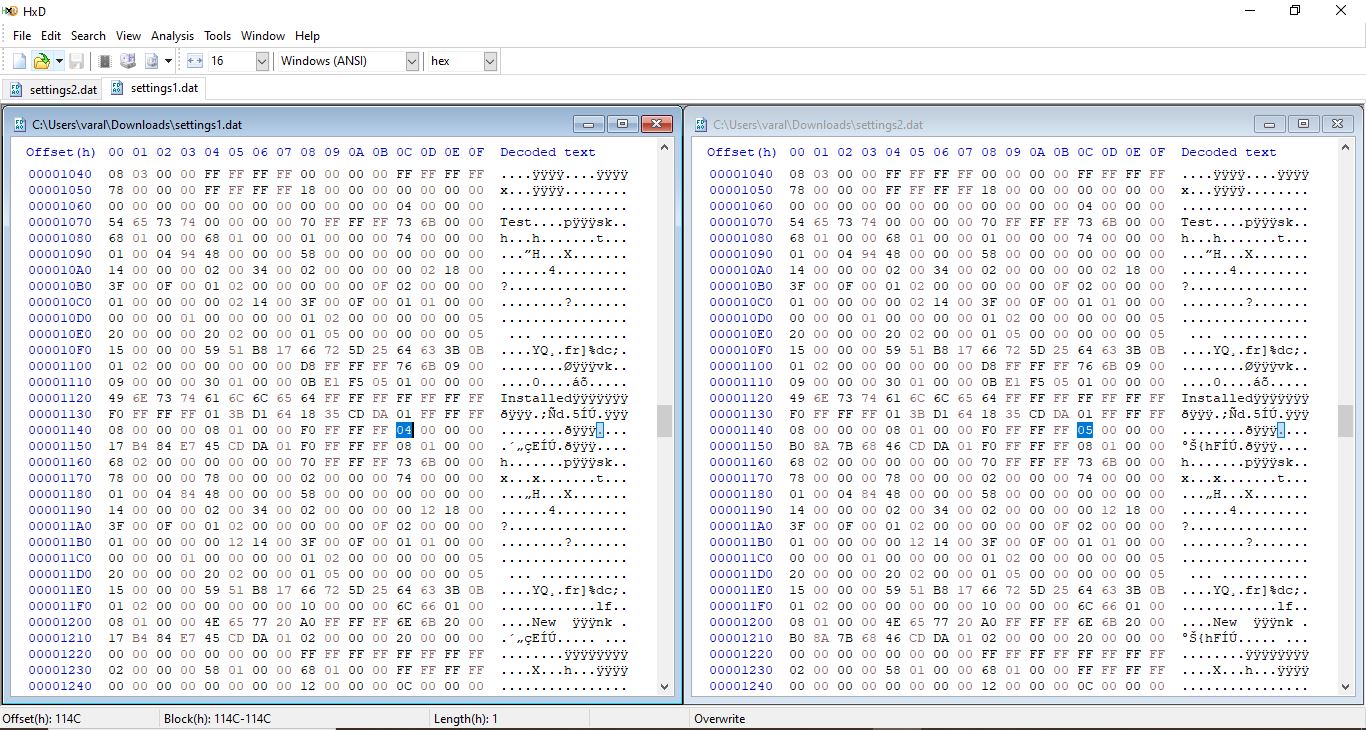 HxD
File Edit Search View Analysis Tools Window Help
16 Windows (ANSI) hex
settings2.dat settings1.dat
C:\Users\varal\Downloads\settings1.dat
Offset(h) 00 01 02 03 04 05 06 07 08 09 0A 0B 0C 0D 0E 0F Decoded text
00001040 08 03 00 00 FF FF FF FF 00 00 00 00 FF FF FF FF ....ÿÿÿÿ....ÿÿÿÿ
00001050 78 00 00 00 FF FF FF FF 18 00 00 00 00 00 00 00 x...ÿÿÿÿ........
00001060 00 00 00 00 00 00 00 00 00 00 00 00 04 00 00 00 ................
00001070 54 65 73 74 00 00 00 00 70 FF FF FF 73 6B 00 00 Test....pÿÿÿsk..
00001080 68 01 00 00 68 01 00 00 01 00 00 00 74 00 00 00 h...h.......t...
00001090 01 00 04 94 48 00 00 00 58 00 00 00 00 00 00 00 ...”H...X.......
000010A0 14 00 00 00 02 00 34 00 02 00 00 00 00 02 18 00 ......4.........
000010B0 3F 00 0F 00 01 02 00 00 00 00 00 0F 02 00 00 00 ?...............
000010C0 01 00 00 00 00 02 14 00 3F 00 0F 00 01 01 00 00 ........?.......
000010D0 00 00 00 01 00 00 00 00 01 02 00 00 00 00 00 05 ................
000010E0 20 00 00 00 20 02 00 00 01 05 00 00 00 00 00 05 ... ...........
000010F0 15 00 00 00 59 51 B8 17 66 72 5D 25 64 63 3B 0B ....YQ¸.fr]%dc;.
00001100 01 02 00 00 00 00 00 00 D8 FF FF FF 76 6B 09 00 ........Øÿÿÿvk..
00001110 09 00 00 00 30 01 00 00 0B E1 F5 05 01 00 00 00 ....0....áõ.....
00001120 49 6E 73 74 61 6C 6C 65 64 FF FF FF FF FF FF FF Installedÿÿÿÿÿÿÿ
00001130 F0 FF FF FF 01 3B D1 64 18 35 CD DA 01 FF FF FF ðÿÿÿ.;Ñd.5ÍÚ.ÿÿÿ
00001140 08 00 00 00 08 01 00 00 F0 FF FF FF 04 00 00 00 ........ðÿÿÿ....
00001150 17 B4 84 E7 45 CD DA 01 F0 FF FF FF 08 01 00 00 .´„çEÍÚ.ðÿÿÿ....
00001160 68 02 00 00 00 00 00 00 70 FF FF FF 73 6B 00 00 h.......pÿÿÿsk..
00001170 78 00 00 00 78 00 00 00 02 00 00 00 74 00 00 00 x...x.......t...
00001180 01 00 04 84 48 00 00 00 58 00 00 00 00 00 00 00 ...„H...X.......
00001190 14 00 00 00 02 00 34 00 02 00 00 00 00 12 18 00 ......4.........
000011A0 3F 00 0F 00 01 02 00 00 00 00 00 0F 02 00 00 00 ?...............
000011B0 01 00 00 00 00 12 14 00 3F 00 0F 00 01 01 00 00 ........?.......
000011C0 00 00 00 01 00 00 00 00 01 02 00 00 00 00 00 05 ................
000011D0 20 00 00 00 20 02 00 00 01 05 00 00 00 00 00 05 ... ...........
000011E0 15 00 00 00 59 51 B8 17 66 72 5D 25 64 63 3B 0B ....YQ¸.fr]%dc;.
000011F0 01 02 00 00 00 00 00 00 10 00 00 00 6C 66 01 00 ............lf..
00001200 08 01 00 00 4E 65 77 20 A0 FF FF FF 6E 6B 20 00 ....New  ÿÿÿnk .
00001210 17 B4 84 E7 45 CD DA 01 02 00 00 00 20 00 00 00 .´„çEÍÚ..... ...
00001220 00 00 00 00 00 00 00 00 FF FF FF FF FF FF FF FF ........ÿÿÿÿÿÿÿÿ
00001230 02 00 00 00 58 01 00 00 68 01 00 00 FF FF FF FF ....X...h...ÿÿÿÿ
00001240 00 00 00 00 00 00 00 00 12 00 00 00 0C 00 00 00 ................
C:\Users\varal\Downloads\settings2.dat
Offset(h) 00 01 02 03 04 05 06 07 08 09 0A 0B 0C 0D 0E 0F Decoded text
00001040 08 03 00 00 FF FF FF FF 00 00 00 00 FF FF FF FF ....ÿÿÿÿ....ÿÿÿÿ
00001050 78 00 00 00 FF FF FF FF 18 00 00 00 00 00 00 00 x...ÿÿÿÿ........
00001060 00 00 00 00 00 00 00 00 00 00 00 00 04 00 00 00 ................
00001070 54 65 73 74 00 00 00 00 70 FF FF FF 73 6B 00 00 Test....pÿÿÿsk..
00001080 68 01 00 00 68 01 00 00 01 00 00 00 74 00 00 00 h...h.......t...
00001090 01 00 04 94 48 00 00 00 58 00 00 00 00 00 00 00 ...”H...X.......
000010A0 14 00 00 00 02 00 34 00 02 00 00 00 00 02 18 00 ......4.........
000010B0 3F 00 0F 00 01 02 00 00 00 00 00 0F 02 00 00 00 ?...............
000010C0 01 00 00 00 00 02 14 00 3F 00 0F 00 01 01 00 00 ........?.......
000010D0 00 00 00 01 00 00 00 00 01 02 00 00 00 00 00 05 ................
000010E0 20 00 00 00 20 02 00 00 01 05 00 00 00 00 00 05 ... ...........
000010F0 15 00 00 00 59 51 B8 17 66 72 5D 25 64 63 3B 0B ....YQ¸.fr]%dc;.
00001100 01 02 00 00 00 00 00 00 D8 FF FF FF 76 6B 09 00 ........Øÿÿÿvk..
00001110 09 00 00 00 30 01 00 00 0B E1 F5 05 01 00 00 00 ....0....áõ.....
00001120 49 6E 73 74 61 6C 6C 65 64 FF FF FF FF FF FF FF Installedÿÿÿÿÿÿÿ
00001130 F0 FF FF FF 01 3B D1 64 18 35 CD DA 01 FF FF FF ðÿÿÿ.;Ñd.5ÍÚ.ÿÿÿ
00001140 08 00 00 00 08 01 00 00 F0 FF FF FF 05 00 00 00 ........ðÿÿÿ....
00001150 B0 8A 7B 68 46 CD DA 01 F0 FF FF FF 08 01 00 00 °Š{hFÍÚ.ðÿÿÿ....
00001160 68 02 00 00 00 00 00 00 70 FF FF FF 73 6B 00 00 h.......pÿÿÿsk..
00001170 78 00 00 00 78 00 00 00 02 00 00 00 74 00 00 00 x...x.......t...
00001180 01 00 04 84 48 00 00 00 58 00 00 00 00 00 00 00 ...„H...X.......
00001190 14 00 00 00 02 00 34 00 02 00 00 00 00 12 18 00 ......4.........
000011A0 3F 00 0F 00 01 02 00 00 00 00 00 0F 02 00 00 00 ?...............
000011B0 01 00 00 00 00 12 14 00 3F 00 0F 00 01 01 00 00 ........?.......
000011C0 00 00 00 01 00 00 00 00 01 02 00 00 00 00 00 05 ................
000011D0 20 00 00 00 20 02 00 00 01 05 00 00 00 00 00 05 ... ...........
000011E0 15 00 00 00 59 51 B8 17 66 72 5D 25 64 63 3B 0B ....YQ¸.fr]%dc;.
000011F0 01 02 00 00 00 00 00 00 10 00 00 00 6C 66 01 00 ............lf..
00001200 08 01 00 00 4E 65 77 20 A0 FF FF FF 6E 6B 20 00 ....New  ÿÿÿnk .
00001210 B0 8A 7B 68 46 CD DA 01 02 00 00 00 20 00 00 00 °Š{hFÍÚ..... ...
00001220 00 00 00 00 00 00 00 00 FF FF FF FF FF FF FF FF ........ÿÿÿÿÿÿÿÿ
00001230 02 00 00 00 58 01 00 00 68 01 00 00 FF FF FF FF ....X...h...ÿÿÿÿ
00001240 00 00 00 00 00 00 00 00 12 00 00 00 0C 00 00 00 ................
Offset(h): 114C Block(h): 114C-114C Length(h): 1 Overwrite